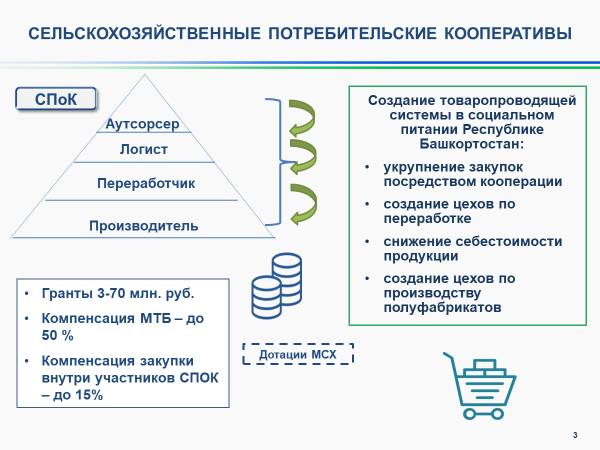 СЕЛЬСКОХОЗЯЙСТВЕННЫЕ ПОТРЕБИТЕЛЬСКИЕ КООПЕРАТИВЫ
СПоК
Аутсорсер
Логист
Переработчик
Производитель
Создание товаропроводящей
системы в социальном
питании Республике
Башкортостан:
• укрупнение закупок
посредством кооперации
• создание цехов по
переработке
• снижение себестоимости
продукции
• создание цехов по
производству
полуфабрикатов
• Гранты 3-70 млн. руб.
• Компенсация МТБ – до
50 %
• Компенсация закупки
внутри участников СПОК
– до 15%
Дотации МСХ
3